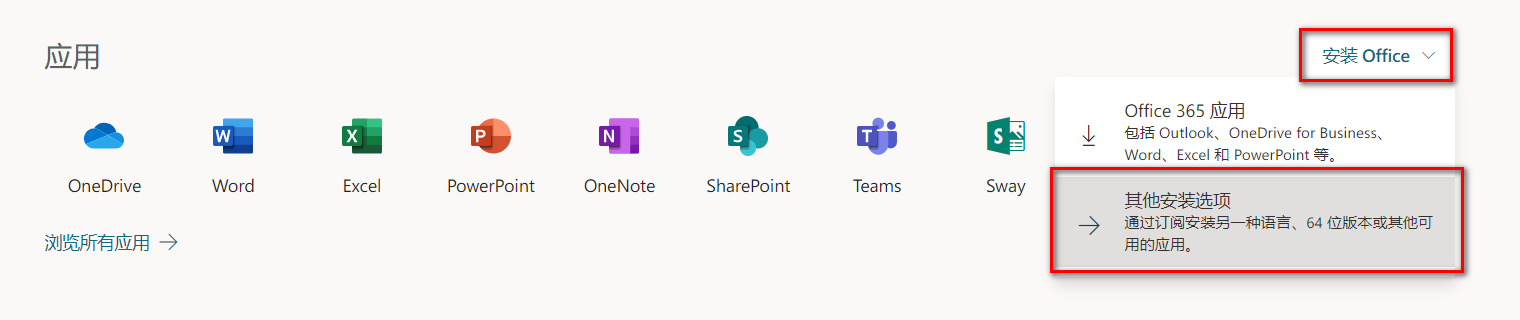 应用
安装 Office
Office 365 应用
包括 Outlook、OneDrive for Business、
Word、Excel 和 PowerPoint 等。
OneDrive
Word
Excel
PowerPoint
OneNote
SharePoint
Teams
Sway
其他安装选项
通过订阅安装另一种语言、64 位版本或其他可
用的应用。
浏览所有应用